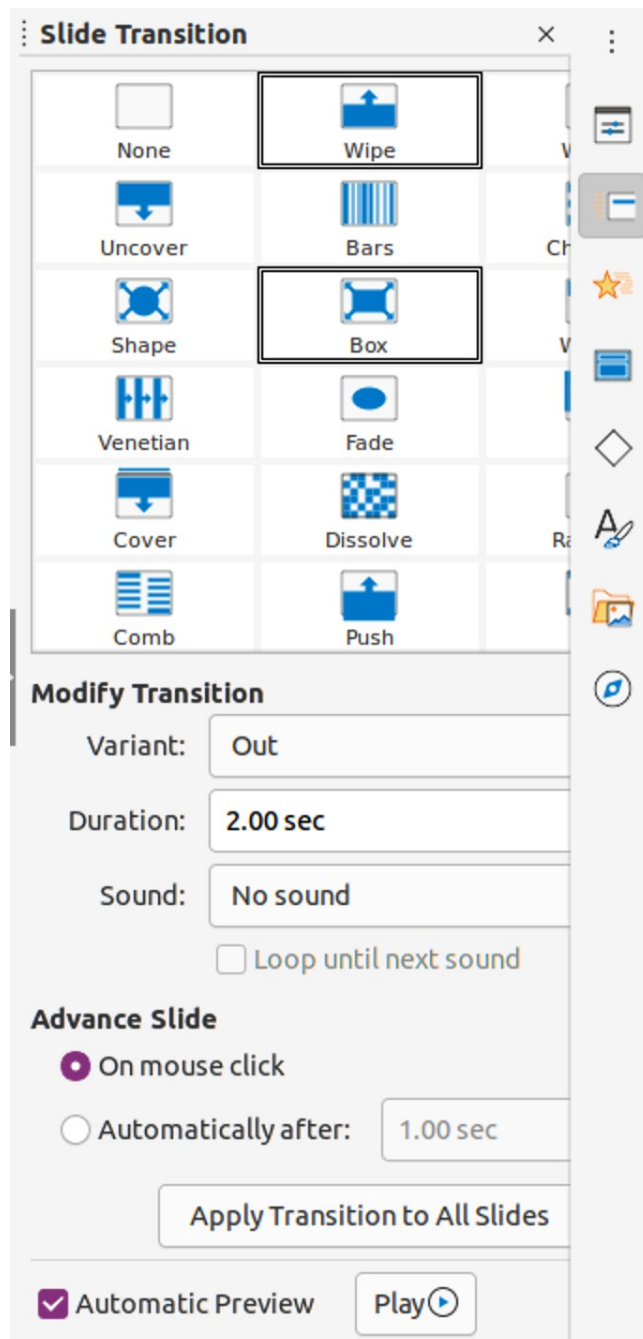 Slide Transition
None Wipe
Uncover Bars
Shape Box
Venetian Fade
Cover Dissolve
Comb Push
Modify Transition
Variant: Out
Duration: 2.00 sec
Sound: No sound
Loop until next sound
Advance Slide
On mouse click
Automatically after: 1.00 sec
Apply Transition to All Slides
Automatic Preview Play